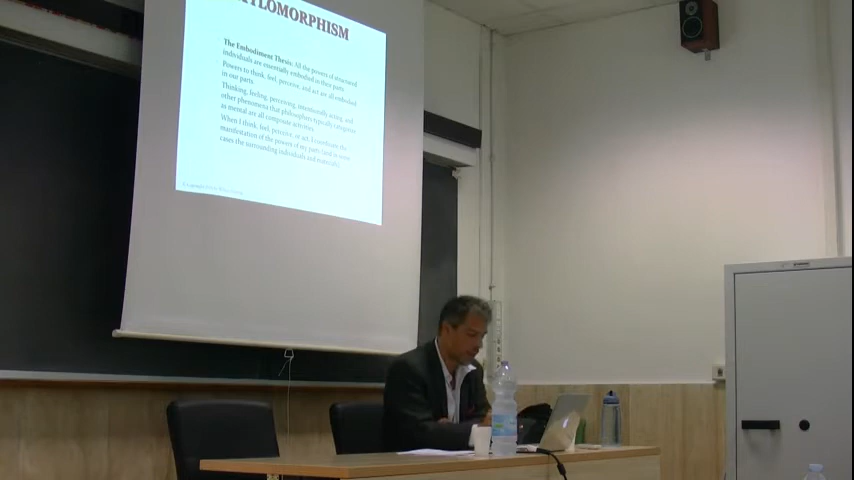 HYLOMORPHISM
The Embodiment Thesis: All the powers of structured
individuals are essentially embodied in their parts
Powers to think, feel, perceive, and act are all embodied
in our parts
Thinking, feeling, perceiving, intentionally acting, and
other phenomena that philosophers typically categorize
as mental are all composite activities
When I think, feel, perceive, or act, I coordinate the
manifestation of the powers of my parts (and in some
cases the surrounding individuals and materials).